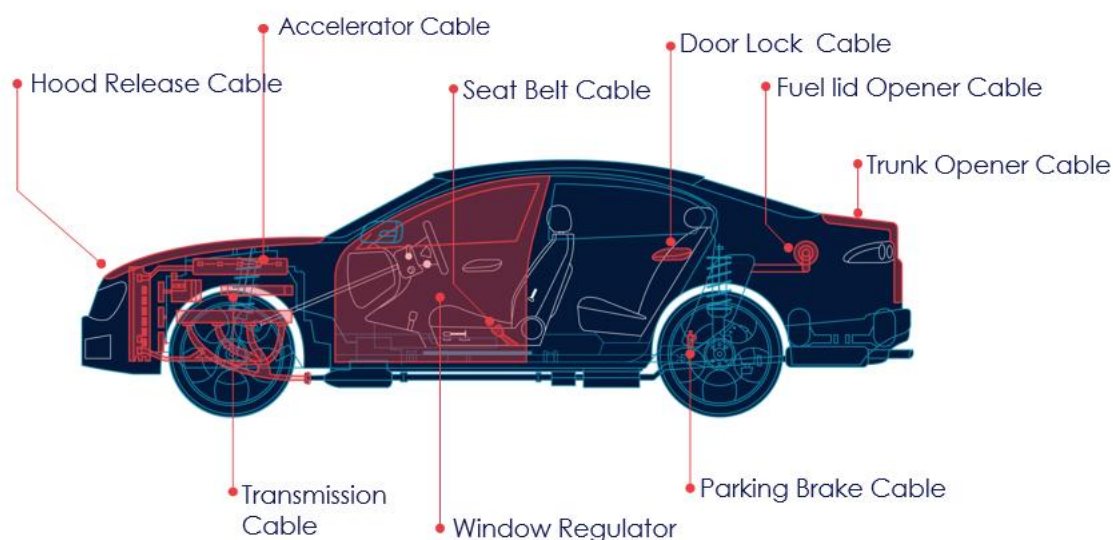 Accelerator Cable
Door Lock Cable
Hood Release Cable
Seat Belt Cable
Fuel lid Opener Cable
Trunk Opener Cable
Transmission
Cable
Parking Brake Cable
Window Regulator